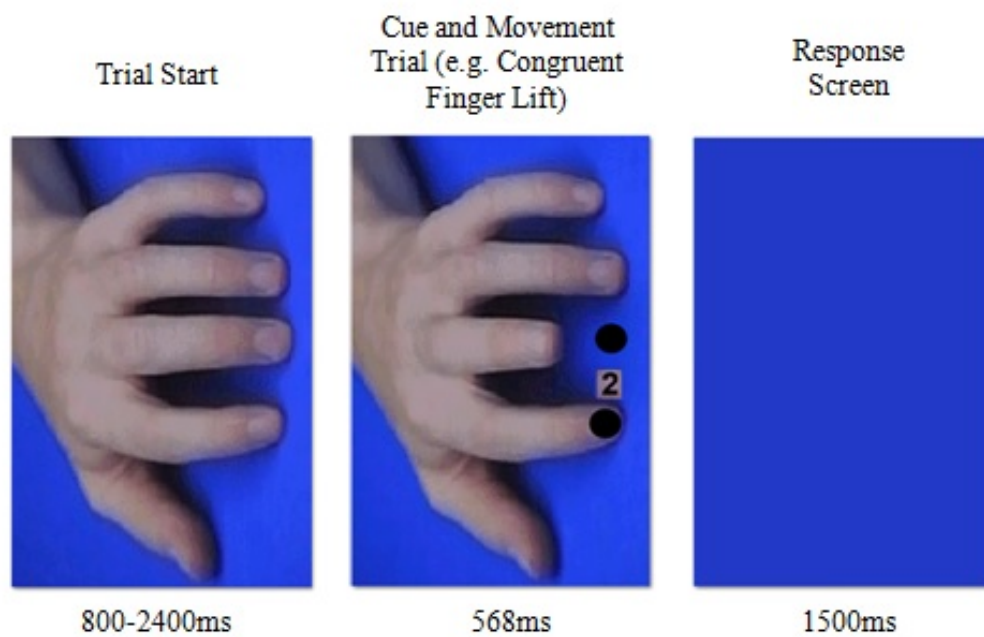 Trial Start
Cue and Movement
Trial (e.g. Congruent
Finger Lift)
Response
Screen
2
800-2400ms
568ms
1500ms